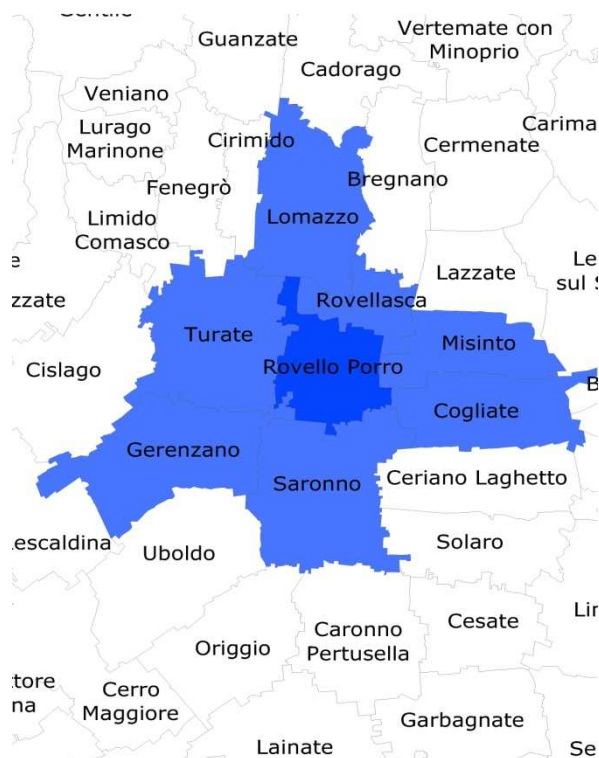 Guanzate
Vertemate con
Minoprio
Cadorago
Veniano
Lurago
Marinone
Cirimido
Cermenate
Fenegrò
Bregnano
Limido
Comasco
Lomazzo
Lazzate
sul
Rovellasca
Turate
Misinto
Cislago
Rovello Porro
Cogliate
Gerenzano
Saronno
Ceriano Laghetto
Uboldo
Solaro
Origgio
Caronno
Pertusella
Cesate
Cerro
Maggiore
Garbagnate
Lainate